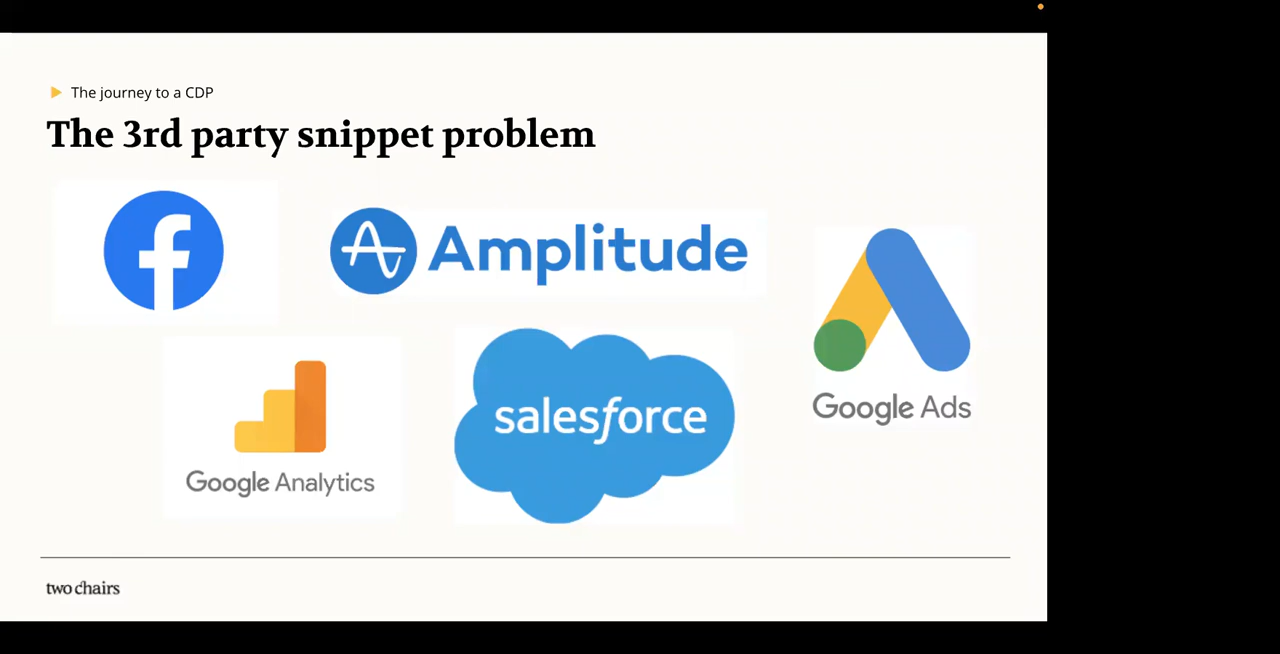 The journey to a CDP
The 3rd party snippet problem
Amplitude
Google Ads
Google Analytics
salesforce
two chairs